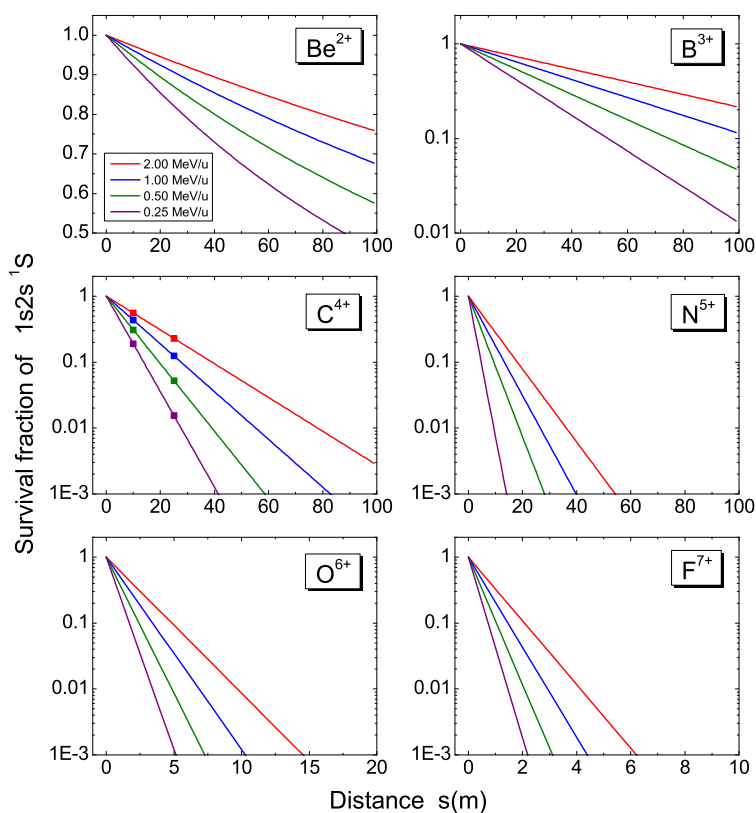 Survival fraction of 1s2s ¹S
Be²⁺
1.0
0.9
0.8
0.7
0.6
0.5
2.00 MeV/u
1.00 MeV/u
0.50 MeV/u
0.25 MeV/u
0 20 40 60 80 100
B³⁺
1
0.1
0.01
0 20 40 60 80 100
C⁴⁺
1
0.1
0.01
1E-3
0 20 40 60 80 100
N⁵⁺
1
0.1
0.01
1E-3
0 20 40 60 80 100
O⁶⁺
1
0.1
0.01
1E-3
0 5 10 15 20
F⁷⁺
1
0.1
0.01
1E-3
0 2 4 6 8 10
Distance s(m)